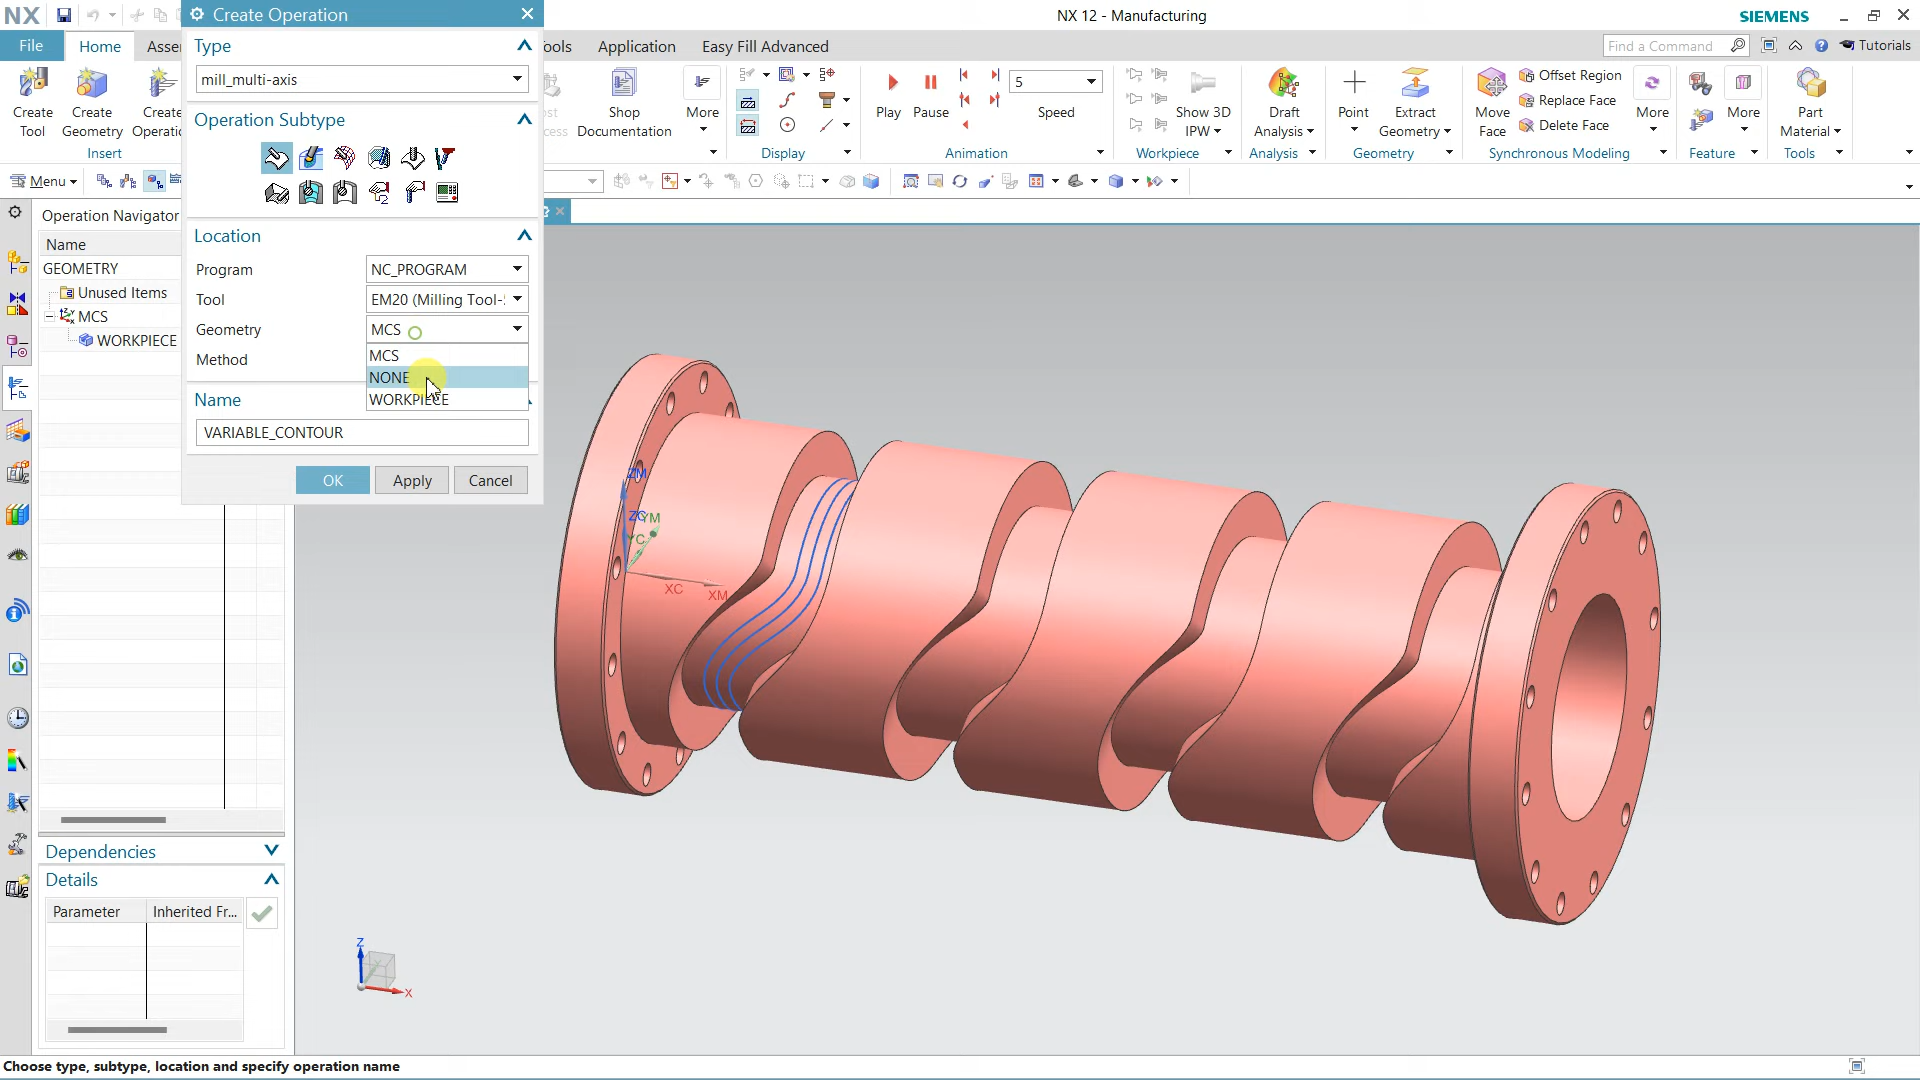 NX
Create Operation
NX 12 - Manufacturing
SIEMENS
File
Home
Asse
ools
Application
Easy Fill Advanced
Find a Command
Tutorials
Create
Tool
Create
Geometry
Create
Operati
Insert
Type
mill_multi-axis
Operation Subtype
Location
Program
NC_PROGRAM
Tool
EM20 (Milling Tool-
Geometry
MCS
MCS
NONE
WORKPIECE
Method
Name
VARIABLE_CONTOUR
OK
Apply
Cancel
Shop
Documentation
More
Display
Play
Pause
5
Speed
Animation
Show 3D
IPW
Workpiece
Draft
Analysis
Analysis
Point
Extract
Geometry
Geometry
Move
Face
Offset Region
Replace Face
Delete Face
More
Synchronous Modeling
More
Feature
Part
Material
Tools
Menu
Operation Navigator
Name
GEOMETRY
Unused Items
MCS
WORKPIECE
Dependencies
Details
Parameter
Inherited Fr...
ZM
ZC
YM
YC
XC
XM
Z
X
Choose type, subtype, location and specify operation name